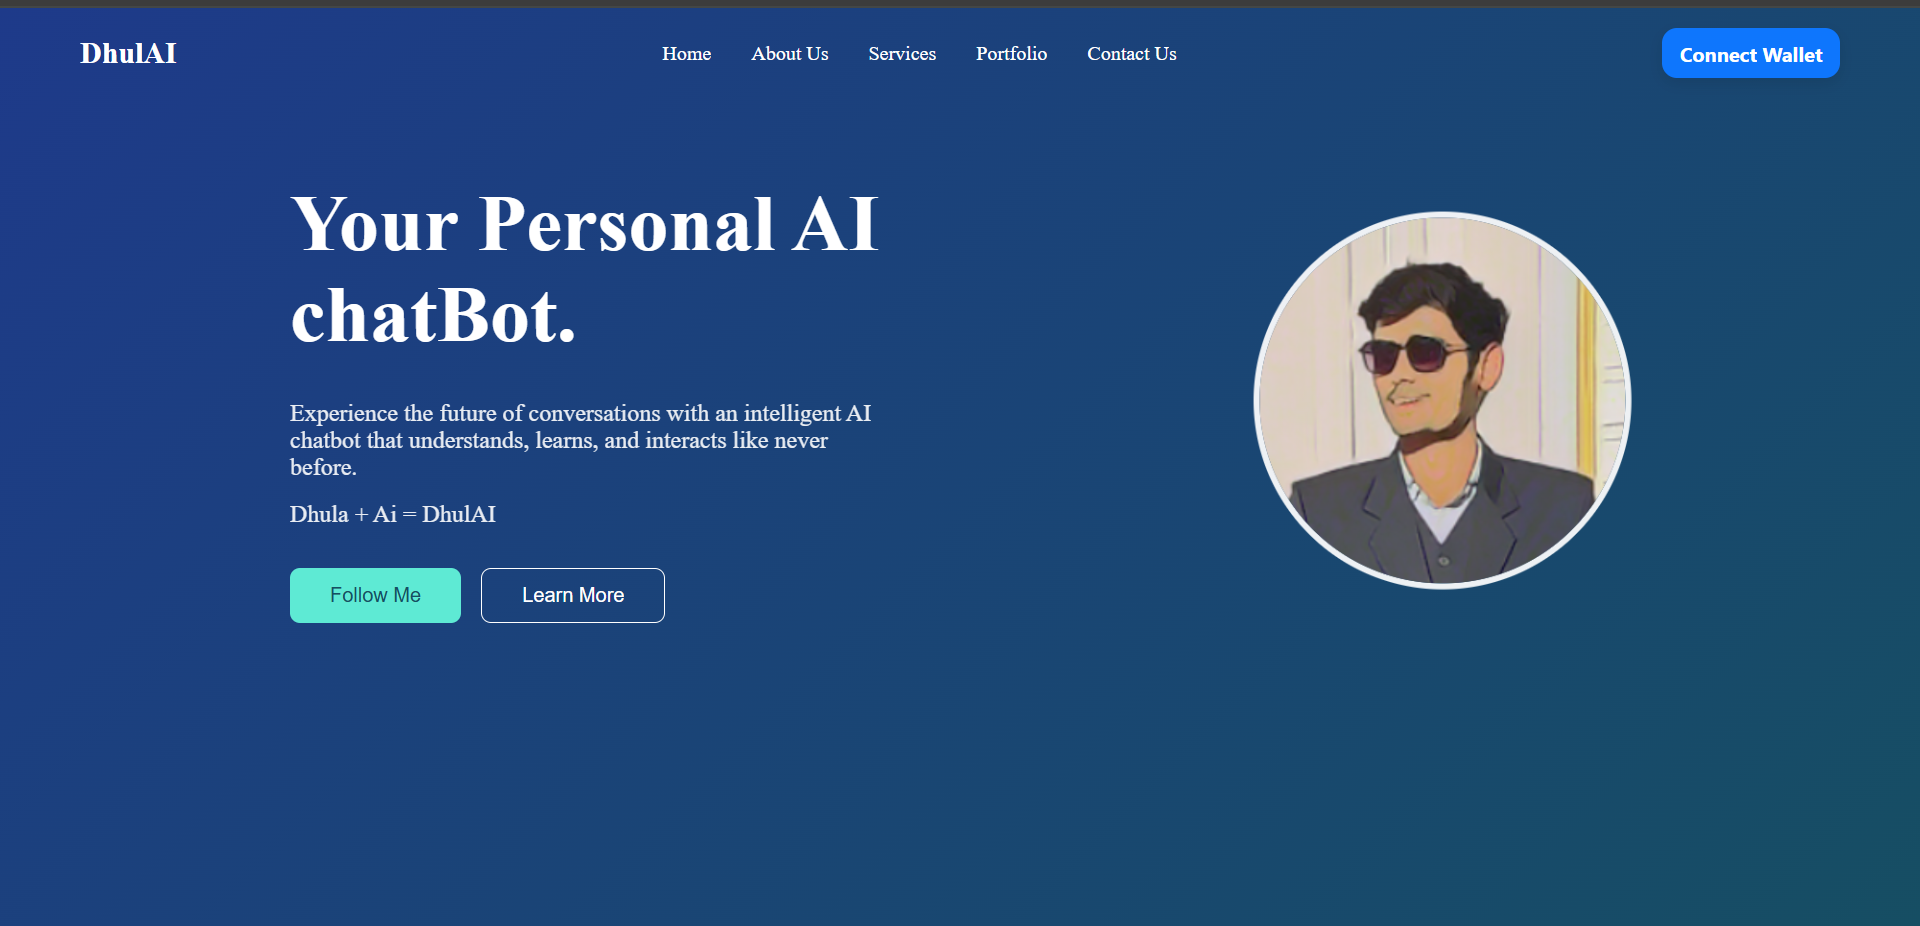 DhulAI
Home
About Us
Services
Portfolio
Contact Us
Connect Wallet
Your Personal AI
chatBot.
Experience the future of conversations with an intelligent AI
chatbot that understands, learns, and interacts like never
before.
Dhula + Ai = DhulAI
Follow Me
Learn More